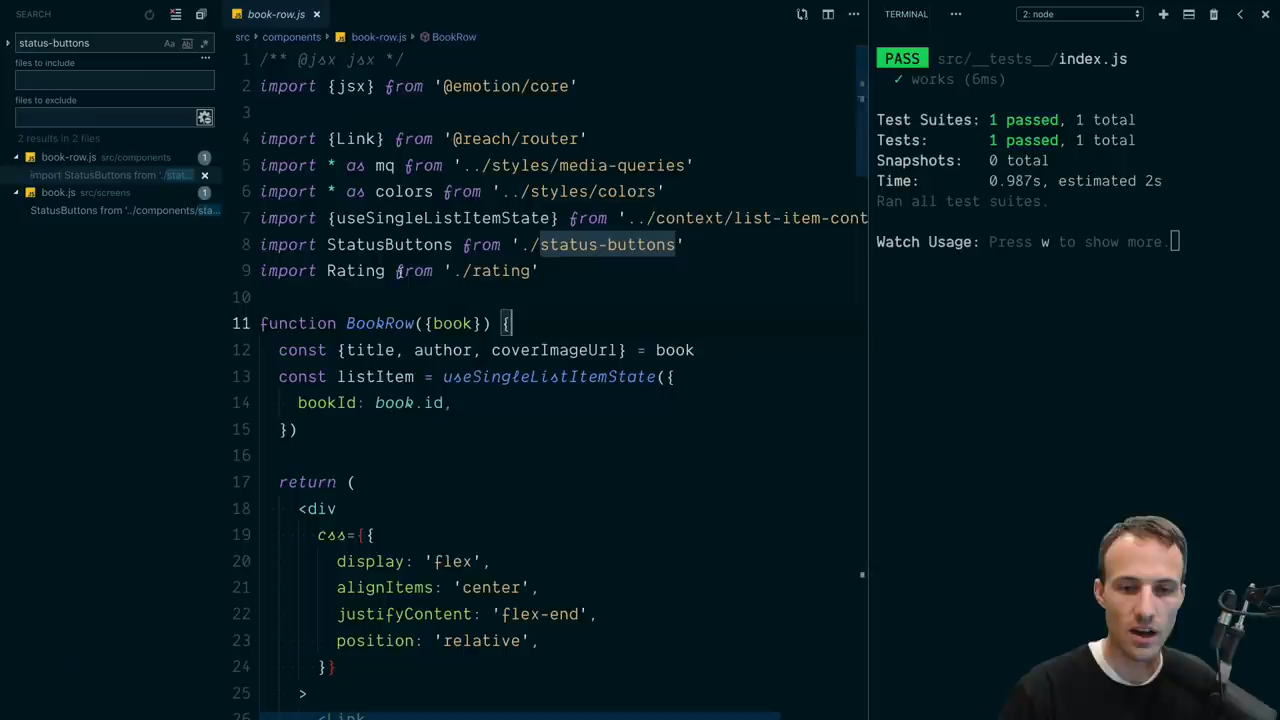 SEARCH
status-buttons
Aa
Ab
.*
files to include
files to exclude
2 results in 2 files
book-row.js src/components 1
import StatusButtons from './stat...
book.js src/screens 1
StatusButtons from '../components/sta...
book-row.js
src
components
book-row.js
BookRow
1 /** @jsx jsx */
2 import {jsx} from '@emotion/core'
3
4 import {Link} from '@reach/router'
5 import * as mq from '../styles/media-queries'
6 import * as colors from '../styles/colors'
7 import {useSingleListItemState} from '../context/list-item-cont
8 import StatusButtons from './status-buttons'
9 import Rating from './rating'
10
11 function BookRow({book}) {
12 const {title, author, coverImageUrl} = book
13 const listItem = useSingleListItemState({
14 bookId: book.id,
15 })
16
17 return (
18 <div
19 css={{
20 display: 'flex',
21 alignItems: 'center',
22 justifyContent: 'flex-end',
23 position: 'relative',
24 }}
25 >
26 <Link
TERMINAL
2: node
PASS src/__tests__/index.js
✓ works (6ms)
Test Suites: 1 passed, 1 total
Tests: 1 passed, 1 total
Snapshots: 0 total
Time: 0.987s, estimated 2s
Ran all test suites.
Watch Usage: Press w to show more.